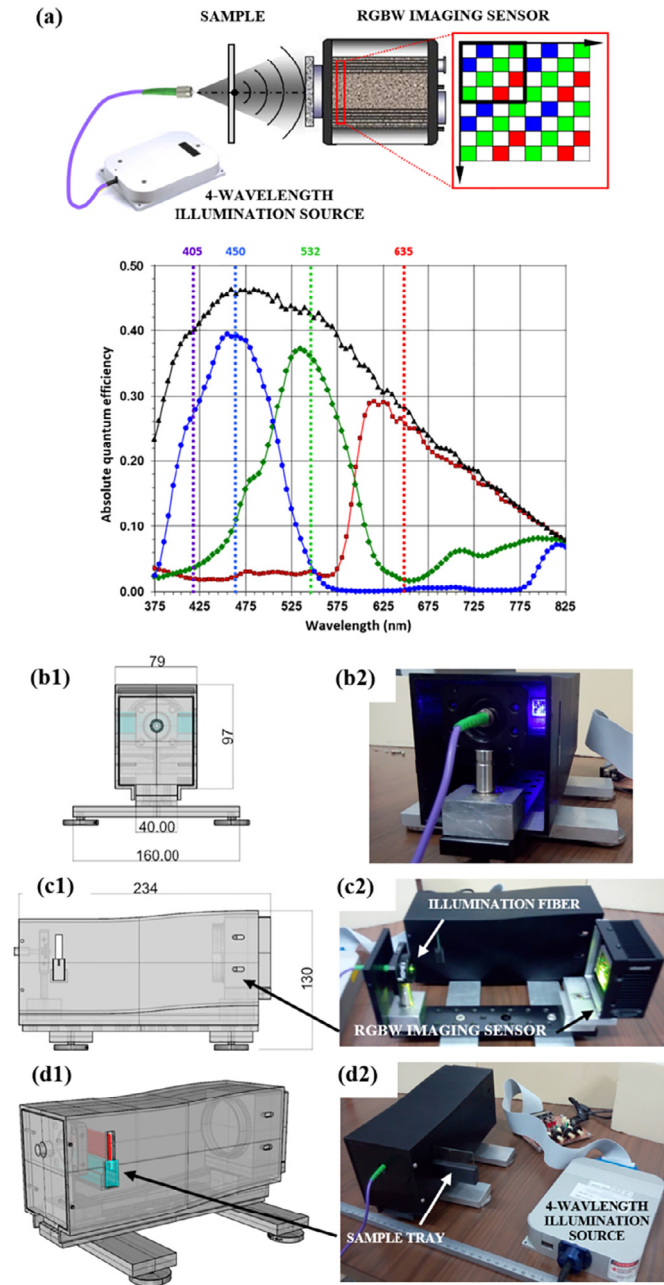 (a)
SAMPLE
RGBW IMAGING SENSOR
4-WAVELENGTH
ILLUMINATION SOURCE
405 450 532 635
Absolute quantum efficiency
0.50
0.40
0.30
0.20
0.10
0.00
375 425 475 525 575 625 675 725 775 825
Wavelength (nm)
(b1)
79
97
40.00
160.00
(b2)
(c1)
234
130
(c2)
ILLUMINATION FIBER
RGBW IMAGING SENSOR
(d1)
(d2)
SAMPLE TRAY
4-WAVLENGTH
ILLUMINATION
SOURCE